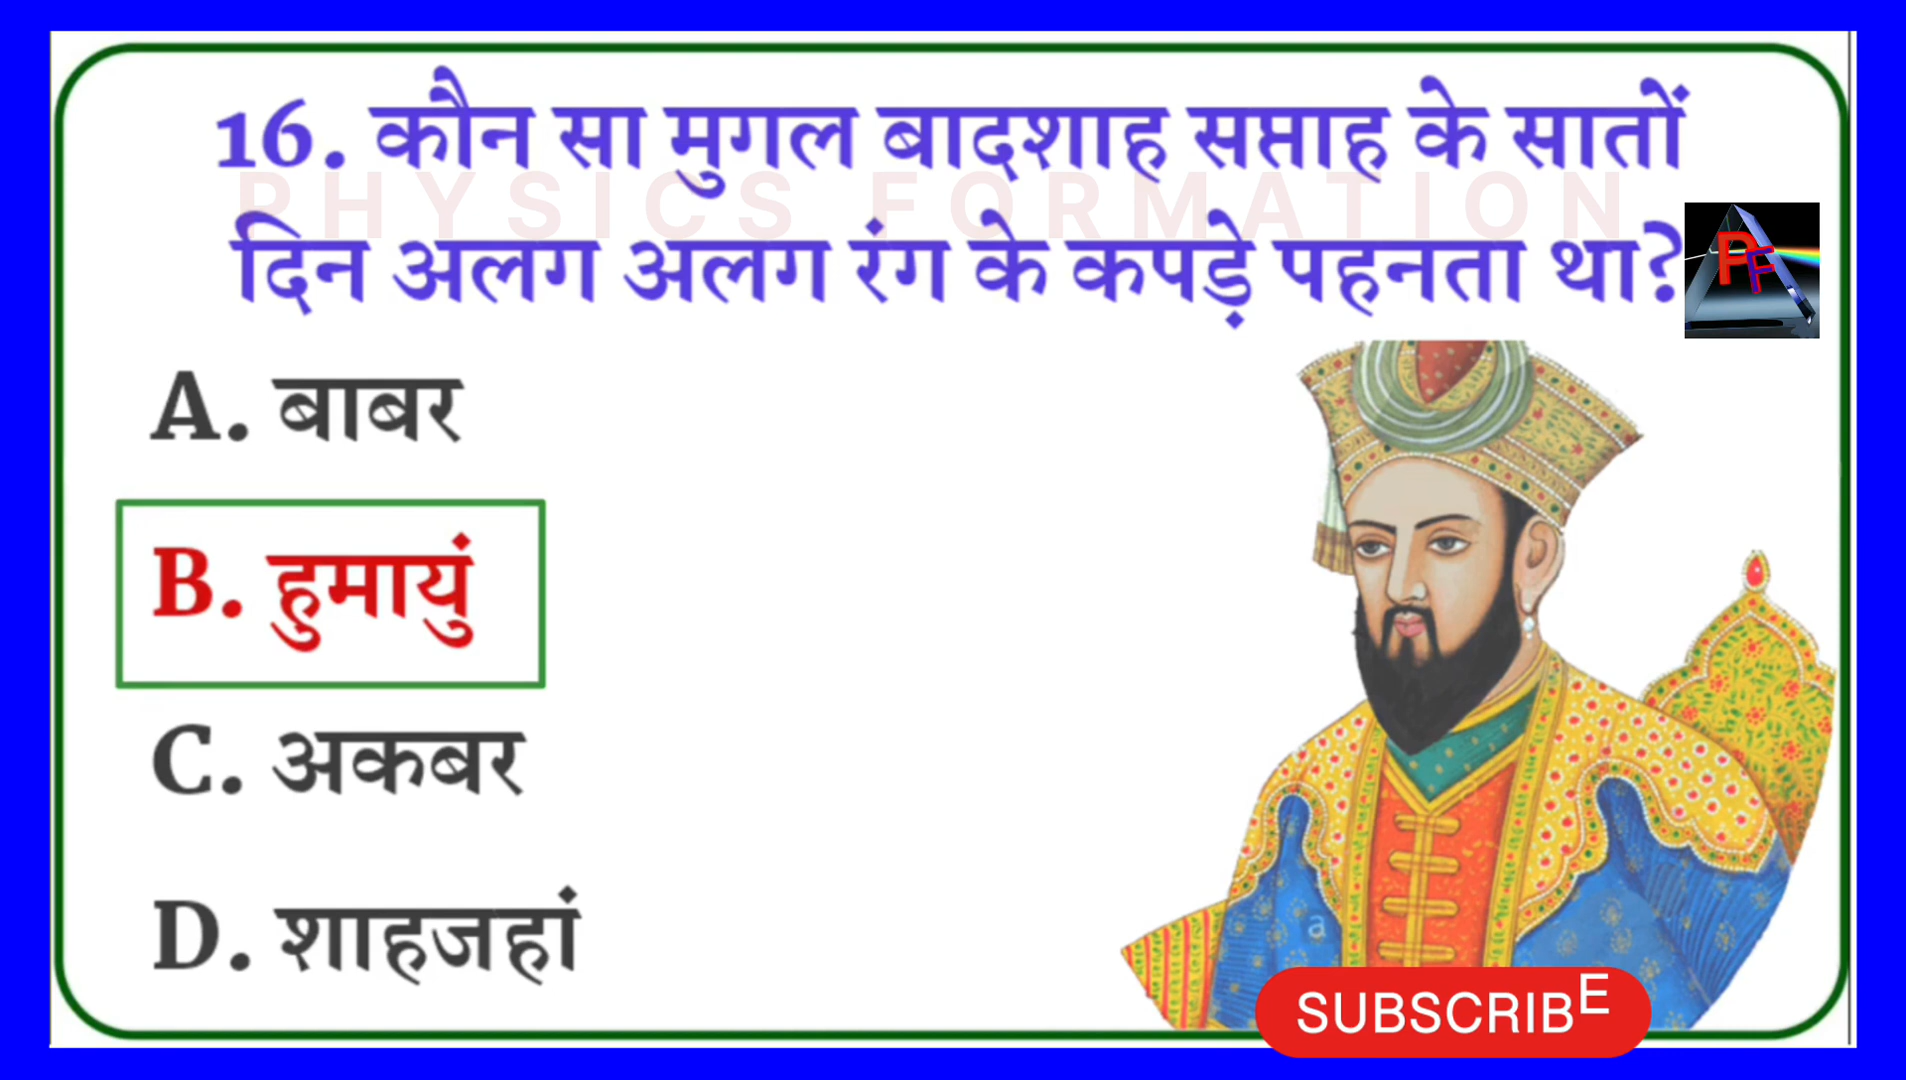 16. कौन सा मुगल बादशाह सप्ताह के सातों
PHYSICS FORMATION
दिन अलग अलग रंग के कपड़े पहनता था?
PF
A. बाबर
B. हुमायुं
C. अकबर
D. शाहजहां
a
SUBSCRIBE